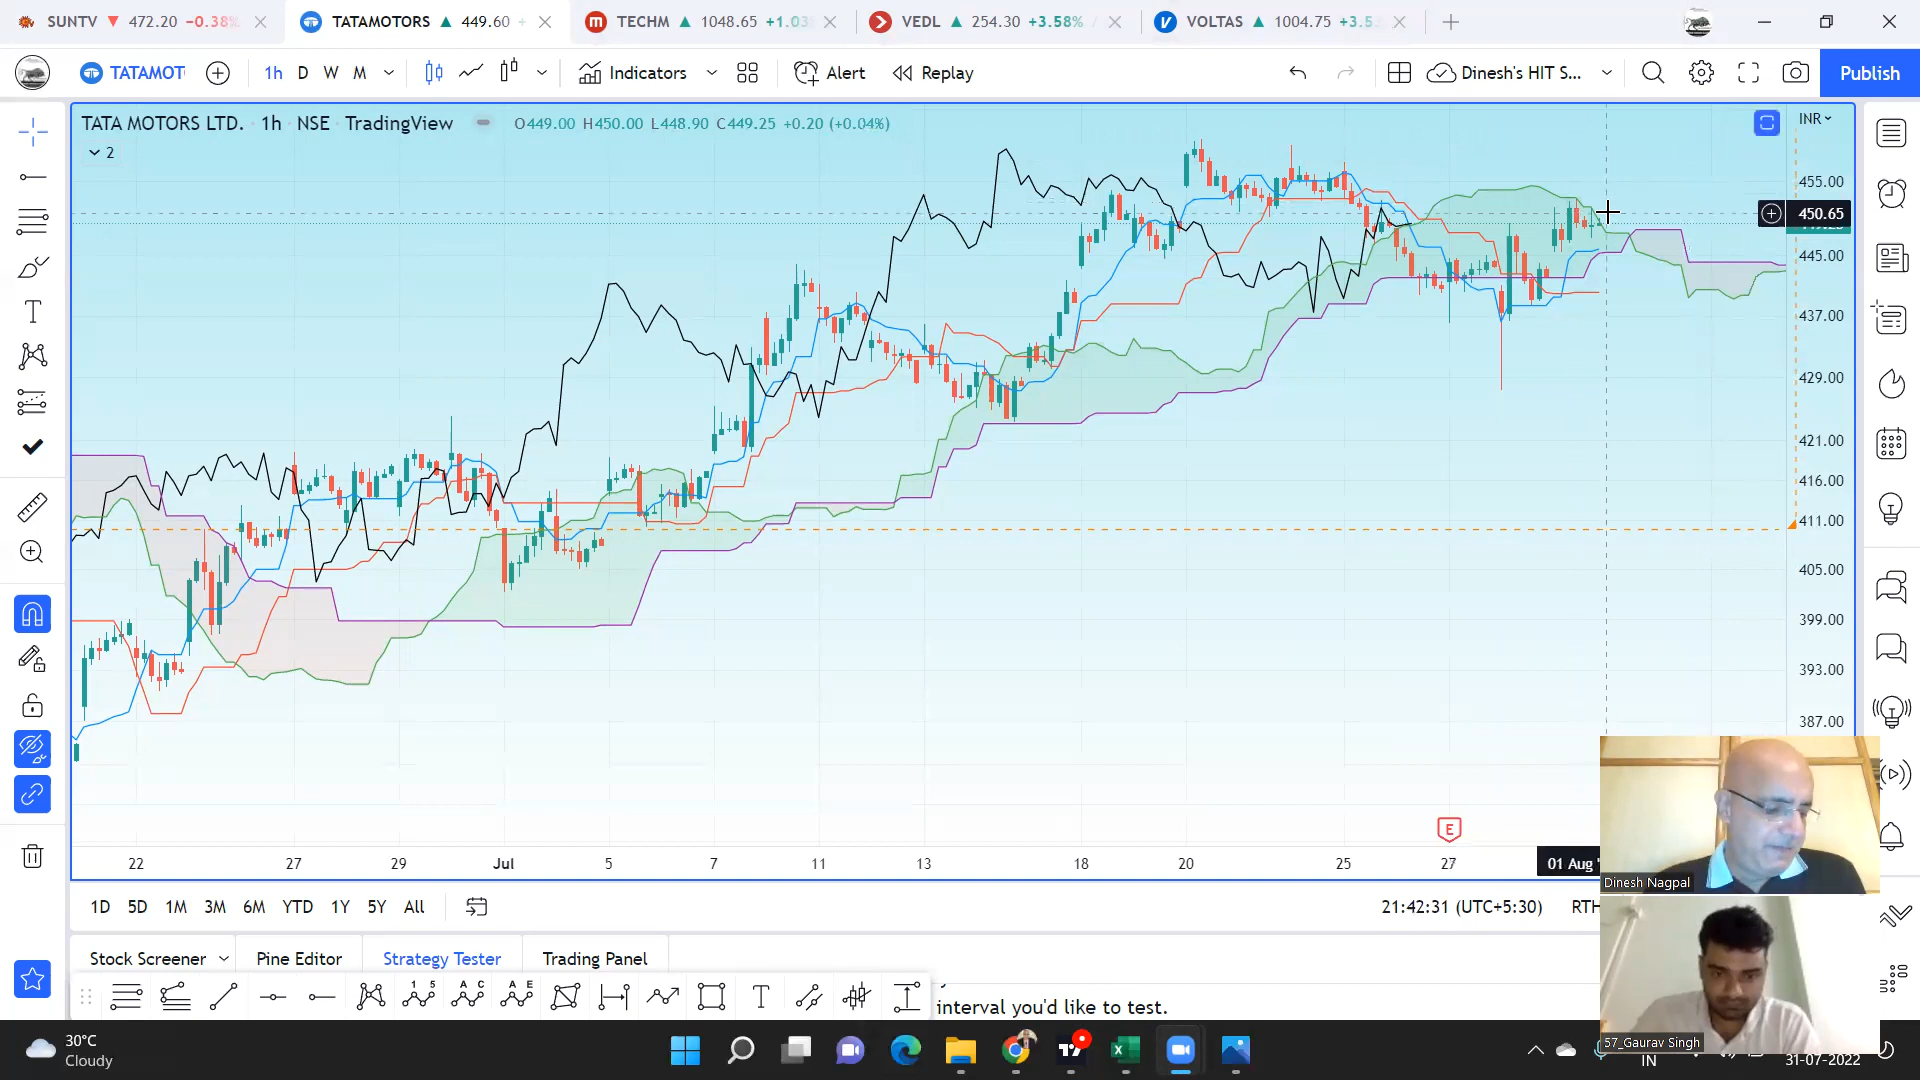 SUNTV ▼ 472.20 −0.38%
TATAMOTORS ▲ 449.60
TECHM ▲ 1048.65 +1.03
VEDL ▲ 254.30 +3.58%
VOLTAS ▲ 1004.75 +3.5
TATAMOT
1h D W M
Indicators
Alert
Replay
Dinesh's HIT S...
Publish
TATA MOTORS LTD. · 1h · NSE · TradingView
O449.00 H450.00 L448.90 C449.25 +0.20 (+0.04%)
2
INR
455.00
450.65
445.00
437.00
429.00
421.00
416.00
411.00
405.00
399.00
393.00
387.00
E
22 27 29 Jul 5 7 11 13 18 20 25 27 01 Aug
1D 5D 1M 3M 6M YTD 1Y 5Y All
21:42:31 (UTC+5:30)
RTH
Stock Screener
Pine Editor
Strategy Tester
Trading Panel
interval you'd like to test.
Dinesh Nagpal
57_Gaurav Singh
30°C
Cloudy
IN
31-07-2022